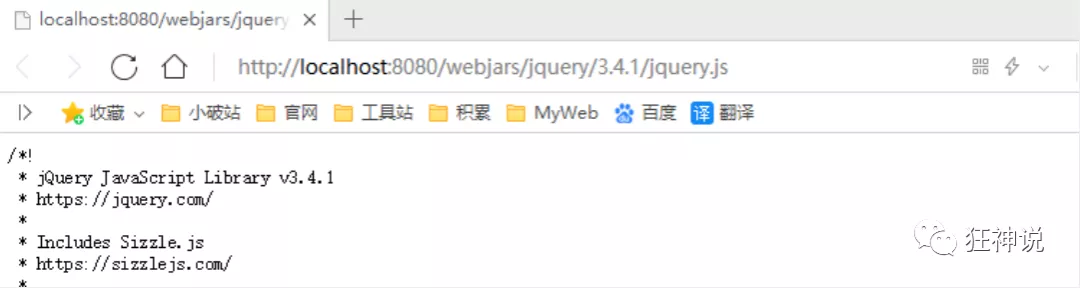 localhost:8080/webjars/jquery
http://localhost:8080/webjars/jquery/3.4.1/jquery.js
收藏 小破站 官网 工具站 积累 MyWeb 百度 译 翻译
/*!
* jQuery JavaScript Library v3.4.1
* https://jquery.com/
*
* Includes Sizzle.js
* https://sizzlejs.com/
*
狂神说